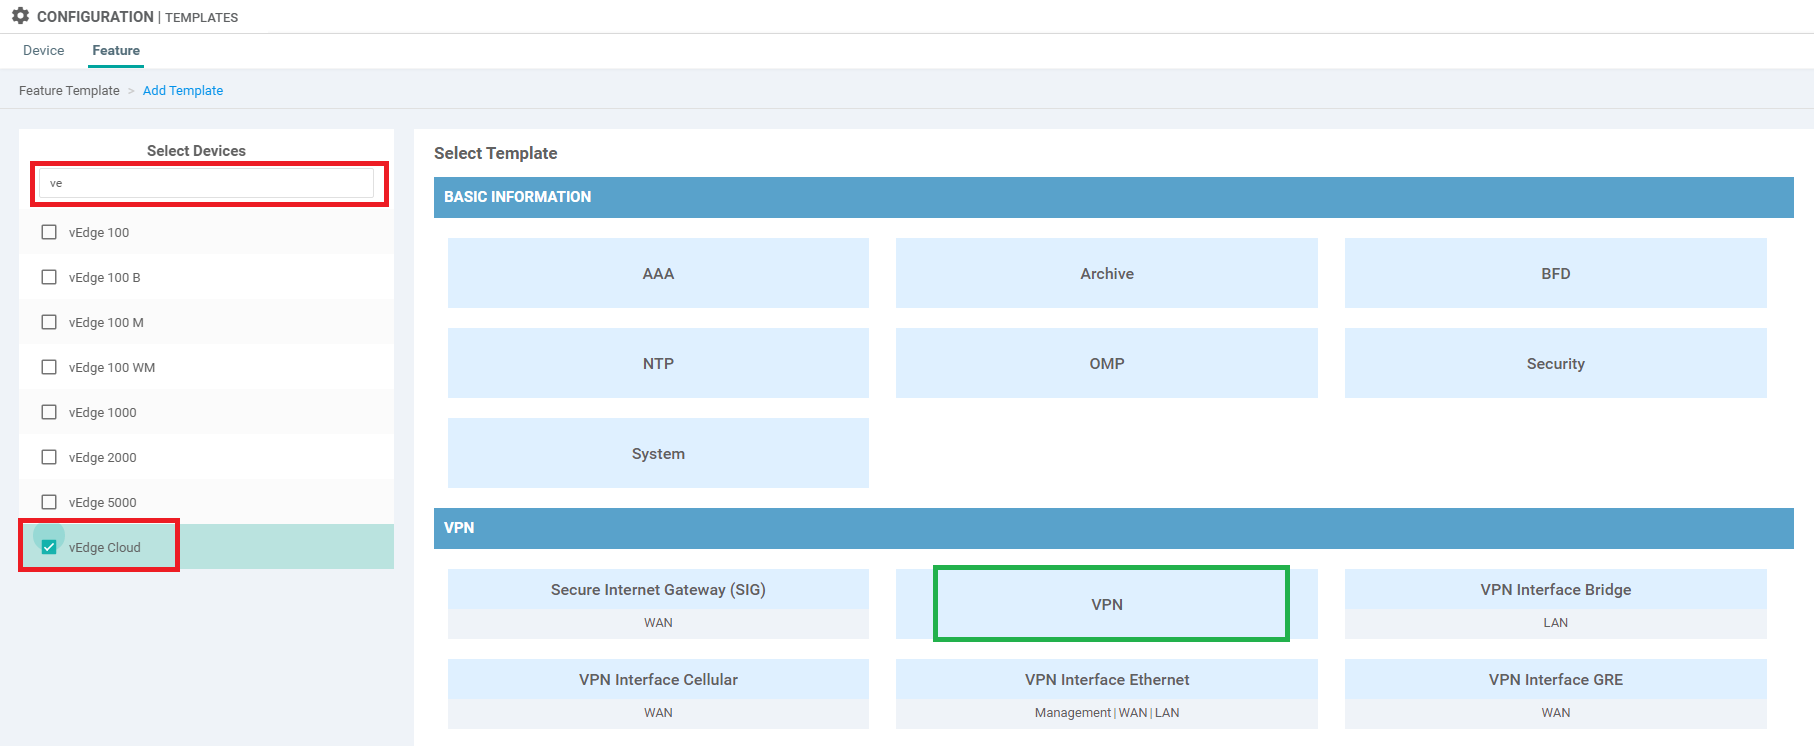 CONFIGURATION | TEMPLATES
Device Feature
Feature Template > Add Template
Select Devices
ve
vEdge 100
vEdge 100 B
vEdge 100 M
vEdge 100 WM
vEdge 1000
vEdge 2000
vEdge 5000
vEdge Cloud
Select Template
BASIC INFORMATION
AAA Archive BFD
NTP OMP Security
System
VPN
Secure Internet Gateway (SIG) VPN VPN Interface Bridge
WAN LAN
VPN Interface Cellular VPN Interface Ethernet VPN Interface GRE
WAN Management | WAN | LAN WAN